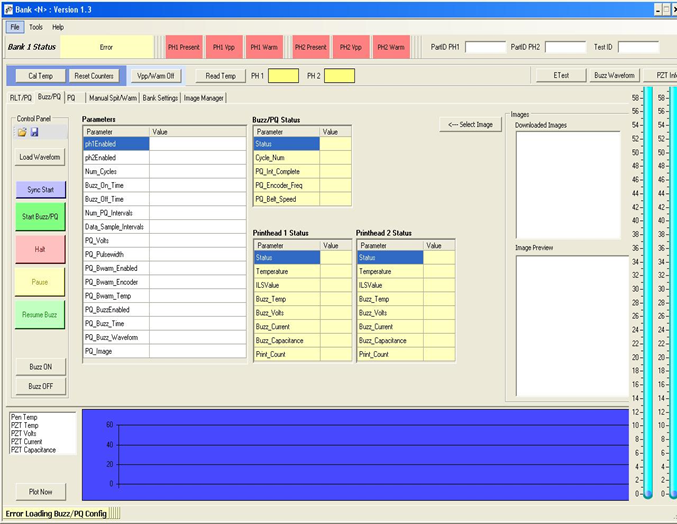 Bank <N> : Version 1.3
File Tools Help
Bank 1 Status Error PH1 Present PH1 Vpp PH1 Warm PH2 Present PH2 Vpp PH2 Warm PartID PH1 PartID PH2 Test ID
Cal Temp Reset Counters Vpp/Warm Off Read Temp PH 1 PH 2 ETest Buzz Waveform PZT Info
RLT/PQ Buzz/PQ PQ Manual Spit/Warm Bank Settings Image Manager
Control Panel
Load Waveform
Sync Start
Start Buzz/PQ
Halt
Pause
Resume Buzz
Buzz ON
Buzz OFF
Parameters
Parameter Value
ph1Enabled
ph2Enabled
Num_Cycles
Buzz_On_Time
Buzz_Off_Time
Num_PQ_Intervals
Data_Sample_Intervals
PQ_Volts
PQ_Pulsewidth
PQ_Bwarm_Enabled
PQ_Bwarm_Encoder
PQ_Bwarm_Temp
PQ_BuzzEnabled
PQ_Buzz_Time
PQ_Buzz_Waveform
PQ_Image
Buzz/PQ Status
Parameter Value
Status
Cycle_Num
PQ_Int_Complete
PQ_Encoder_Freq
PQ_Belt_Speed
Printhead 1 Status
Parameter Value
Status
Temperature
ILSValue
Buzz_Temp
Buzz_Volts
Buzz_Current
Buzz_Capacitance
Print_Count
Printhead 2 Status
Parameter Value
Status
Temperature
ILSValue
Buzz_Temp
Buzz_Volts
Buzz_Current
Buzz_Capacitance
Print_Count
<--- Select Image
Images
Downloaded Images
Image Preview
58 58
56 56
54 54
52 52
50 50
48 48
46 46
44 44
42 42
40 40
38 38
36 36
34 34
32 32
30 30
28 28
26 26
24 24
22 22
20 20
18 18
16 16
14 14
12 12
10 10
8 8
6 6
4 4
2 2
0 0
Pen Temp
PZT Temp
PZT Volts
PZT Current
PZT Capacitance
Plot Now
60
40
20
0
Error Loading Buzz/PQ Config